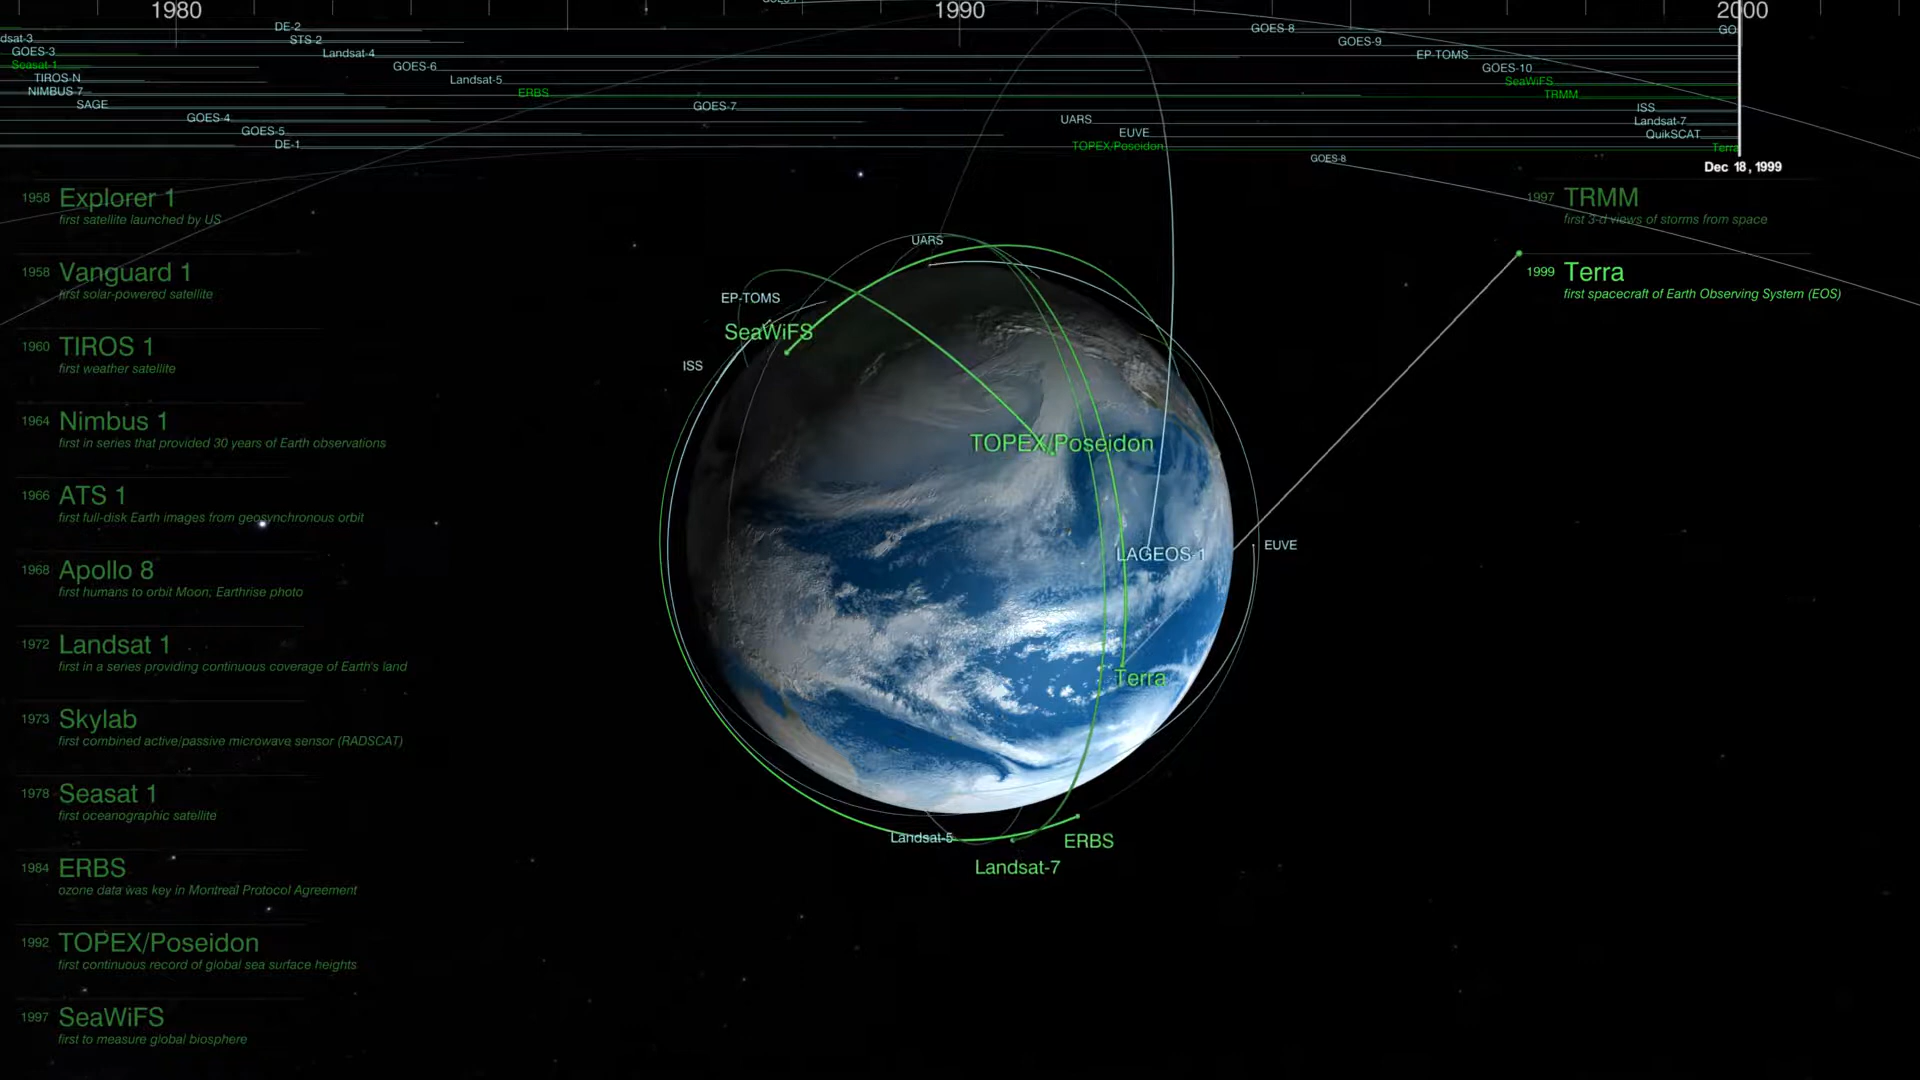 1980
1990
2000
DE-2
GOES-8
GO
dsat-3
STS 2
GOES-9
GOES-3
Landsat-4
EP-TOMS
Seasat-1
GOES-6
GOES-10
TIROS-N
Landsat-5
SeaWiFS
NIMBUS 7
ERBS
TRMM
SAGE
GOES-7
ISS
GOES-4
UARS
Landsat-7
GOES-5
EUVE
QuikSCAT
DE-1
TOPEX/Poseidon
Terra
GOES-8
Dec 18, 1999
1958 Explorer 1
first satellite launched by US
1958 Vanguard 1
first solar-powered satellite
1960 TIROS 1
first weather satellite
1964 Nimbus 1
first in series that provided 30 years of Earth observations
1966 ATS 1
first full-disk Earth images from geosynchronous orbit
1968 Apollo 8
first humans to orbit Moon; Earthrise photo
1972 Landsat 1
first in a series providing continuous coverage of Earth's land
1973 Skylab
first combined active/passive microwave sensor (RADSCAT)
1978 Seasat 1
first oceanographic satellite
1984 ERBS
ozone data was key in Montreal Protocol Agreement
1992 TOPEX/Poseidon
first continuous record of global sea surface heights
1997 SeaWiFS
first to measure global biosphere
1997 TRMM
first 3-d views of storms from space
1999 Terra
first spacecraft of Earth Observing System (EOS)
UARS
EP-TOMS
SeaWiFS
ISS
TOPEX/Poseidon
LAGEOS-1
EUVE
Terra
Landsat-5
ERBS
Landsat-7